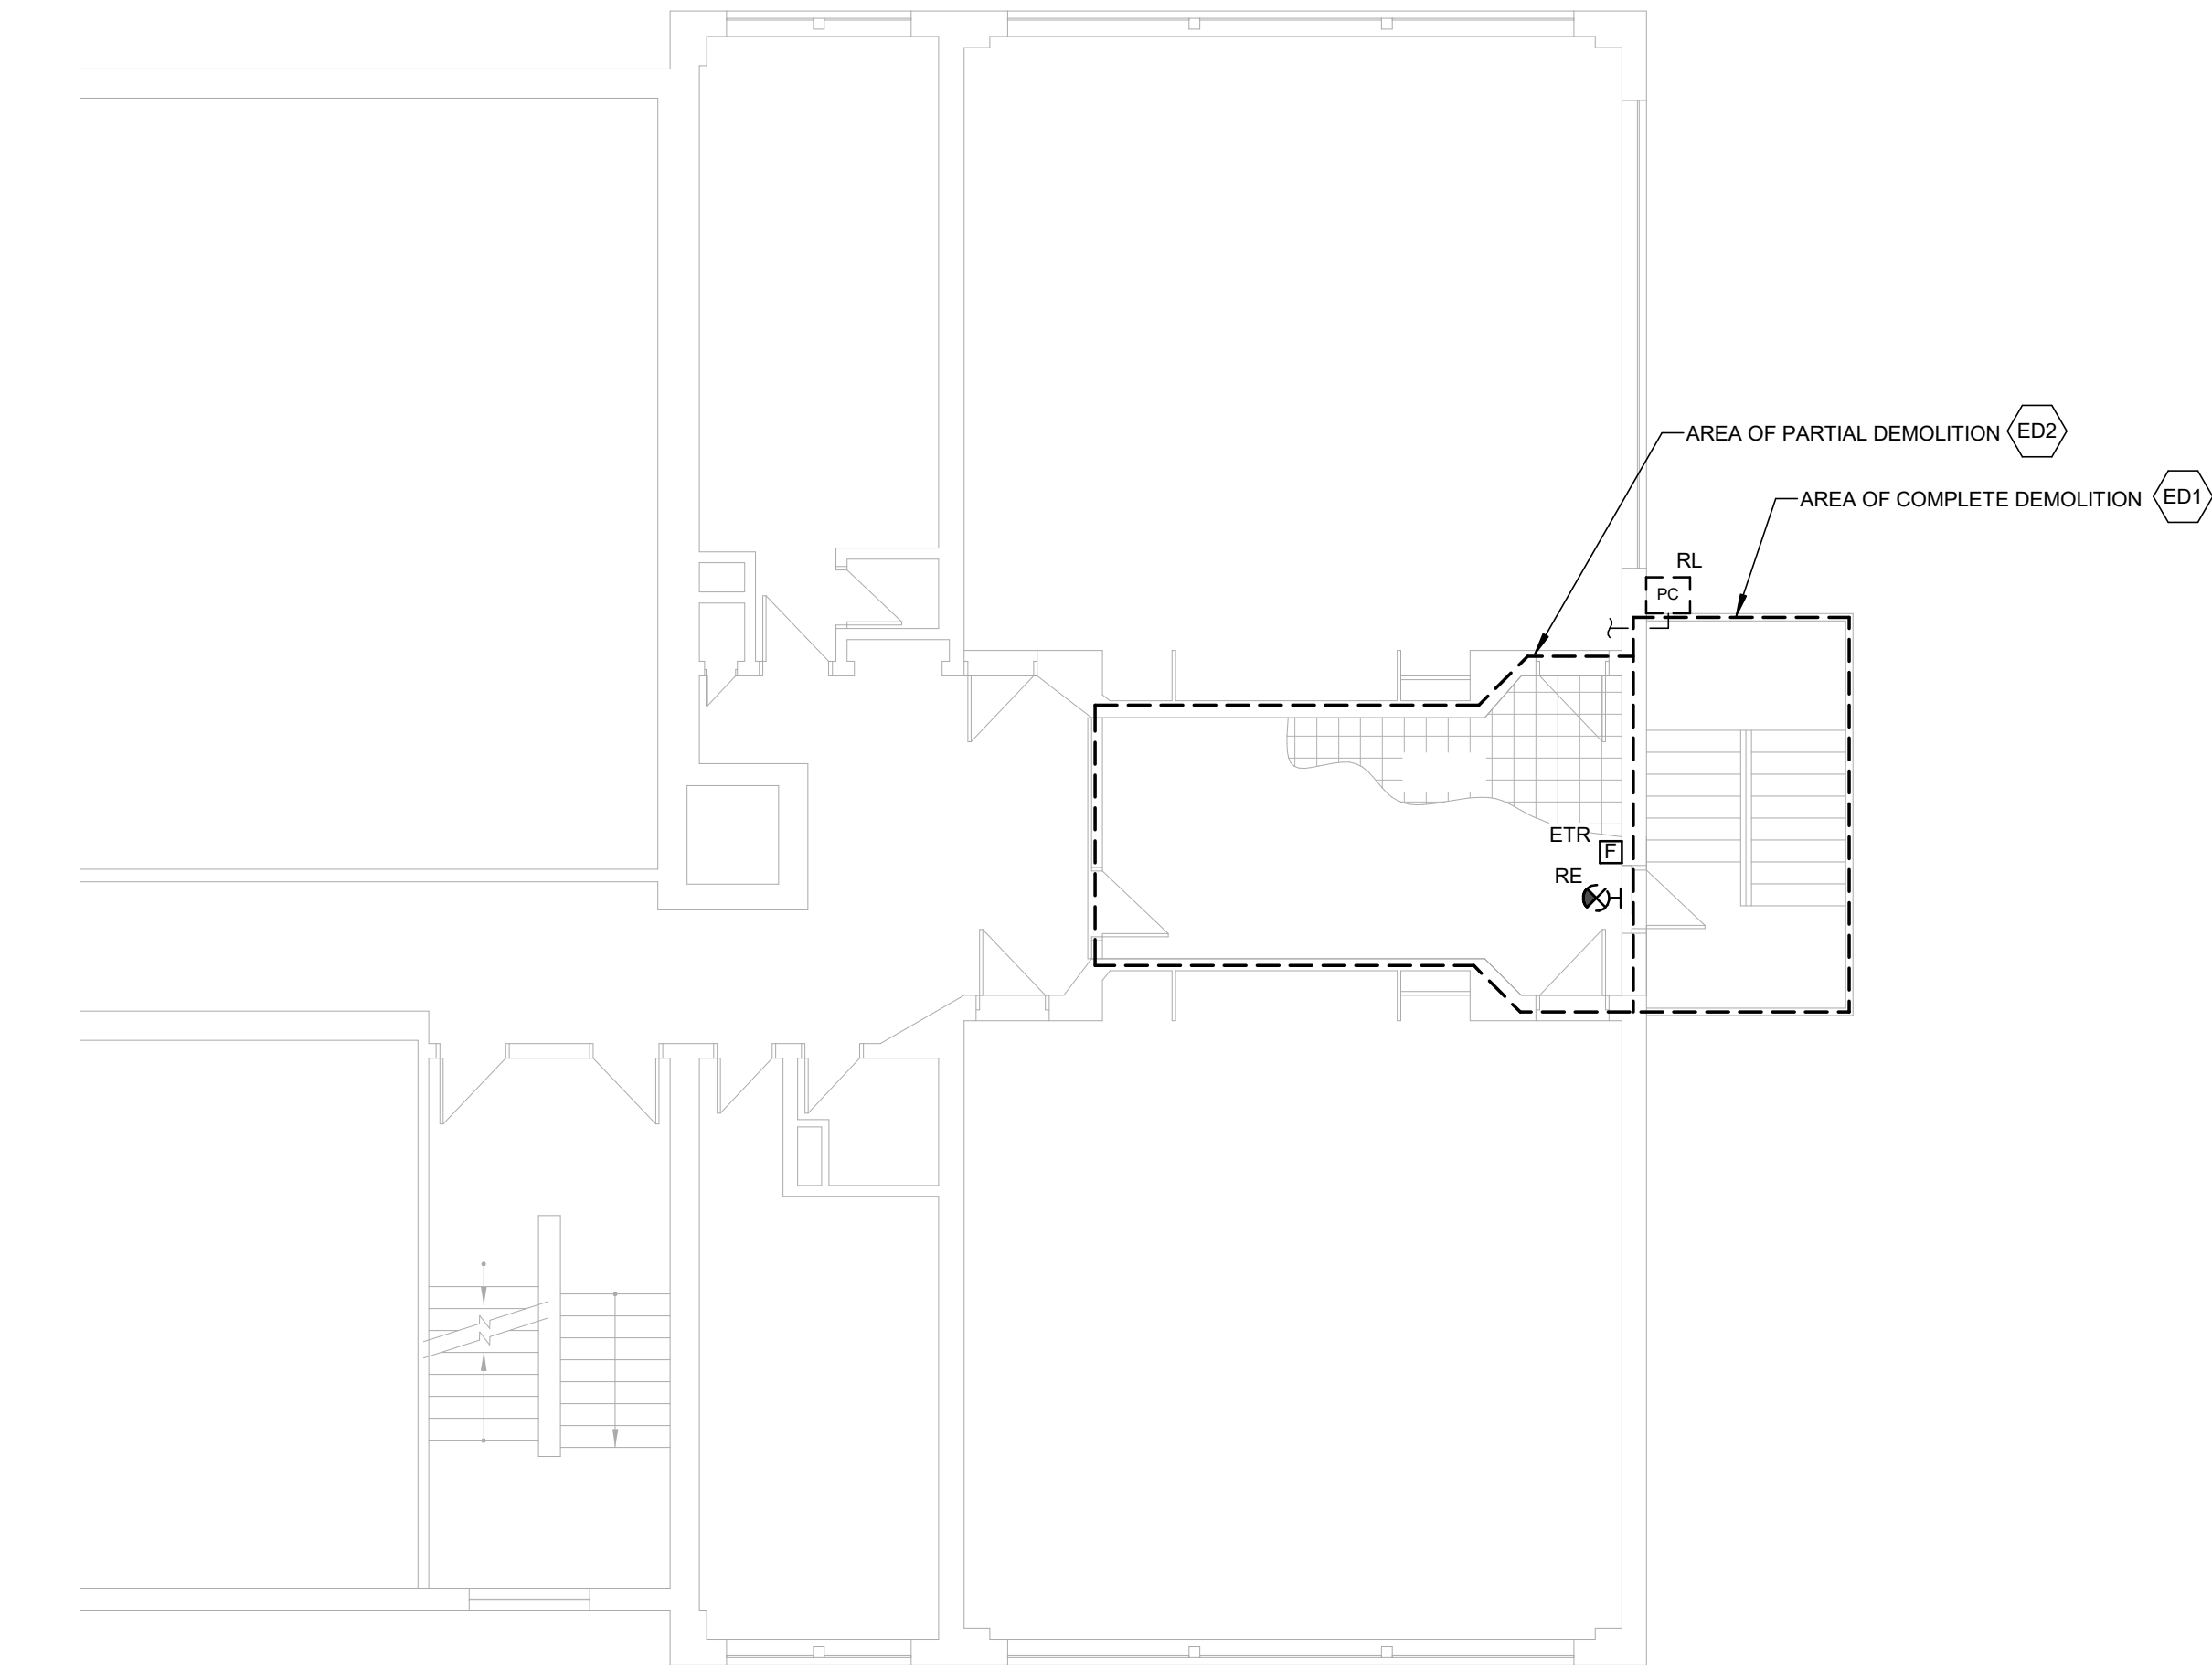 AREA OF PARTIAL DEMOLITION ED2
AREA OF COMPLETE DEMOLITION ED1
RL
PC
ETR
F
RE